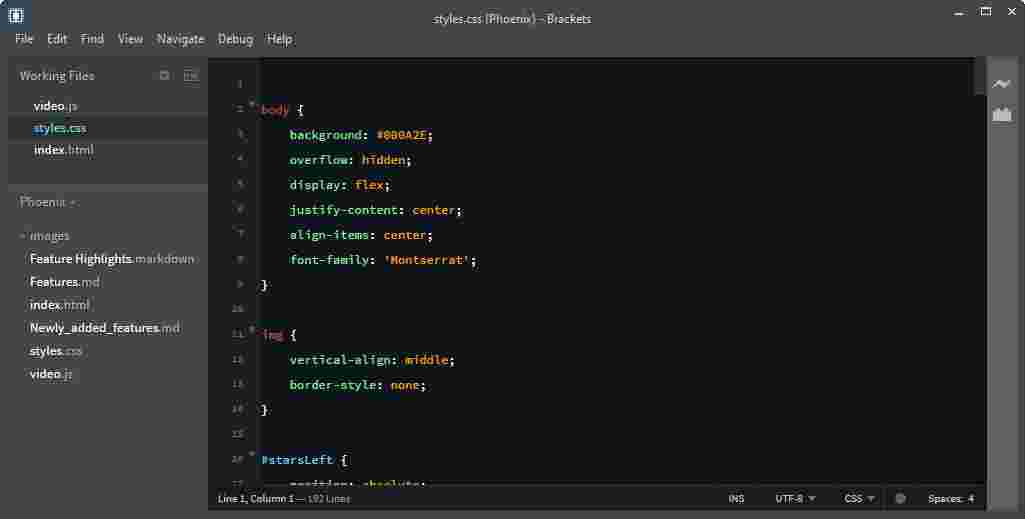 styles.css (Phoenix) - Brackets
File Edit Find View Navigate Debug Help
Working Files
video.js
styles.css
index.html
Phoenix
images
Feature Highlights.markdown
Features.md
index.html
Newly_added_features.md
styles.css
video.js
1
2 body {
3 background: #000A2E;
4 overflow: hidden;
5 display: flex;
6 justify-content: center;
7 align-items: center;
8 font-family: 'Montserrat';
9 }
10
11 img {
12 vertical-align: middle;
13 border-style: none;
14 }
15
16 #starsLeft {
17 position: absolute;
Line 1, Column 1 — 192 Lines INS UTF-8 CSS Spaces: 4